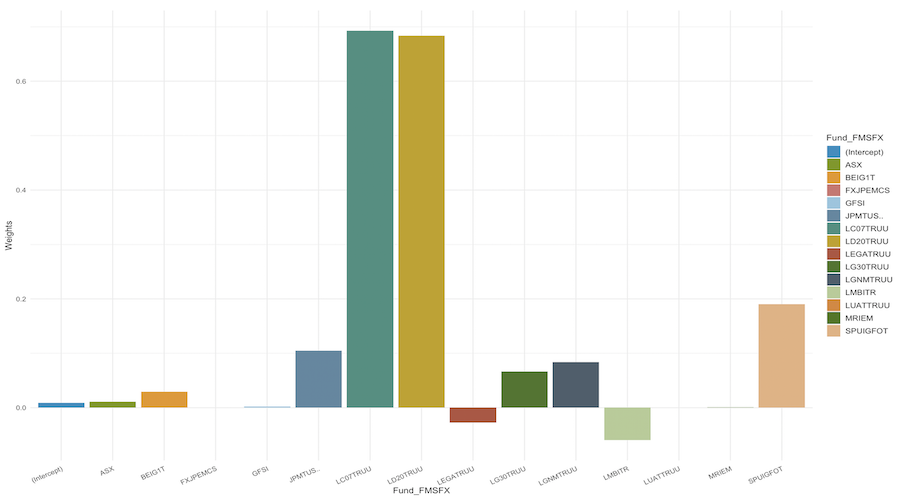 Weights
0.6
0.4
0.2
0.0
(Intercept)
ASX
BEIG1T
FXJPEMCS
GFSI
JPMTUS..
LC07TRUU
LD20TRUU
LEGATRUU
LG30TRUU
LGNMTRUU
LMBITR
LUATTRUU
MRIEM
SPUIGFOT
Fund_FMSFX
Fund_FMSFX
(Intercept)
ASX
BEIG1T
FXJPEMCS
GFSI
JPMTUS..
LC07TRUU
LD20TRUU
LEGATRUU
LG30TRUU
LGNMTRUU
LMBITR
LUATTRUU
MRIEM
SPUIGFOT